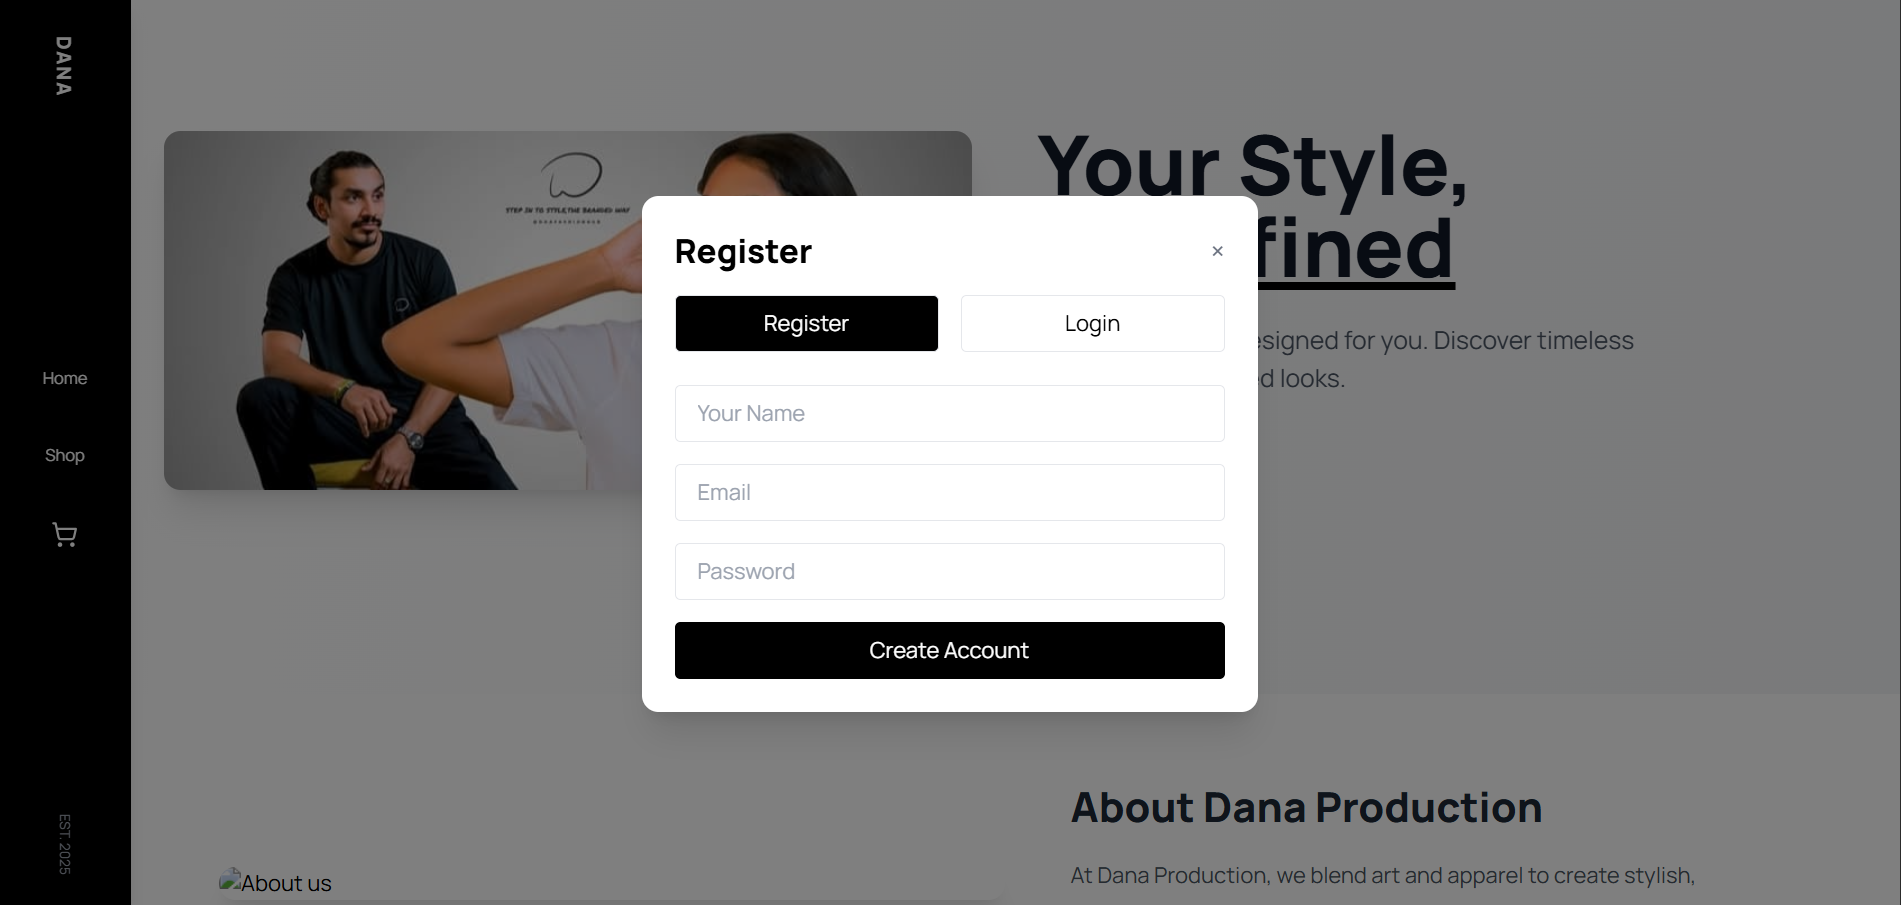 DANA
Home
Shop
EST. 2025
STEP IN TO STYLE,THE BRANDED WAY
Your Style,
fined
signed for you. Discover timeless
d looks.
Register
×
Register
Login
Your Name
Email
Password
Create Account
About us
About Dana Production
At Dana Production, we blend art and apparel to create stylish,